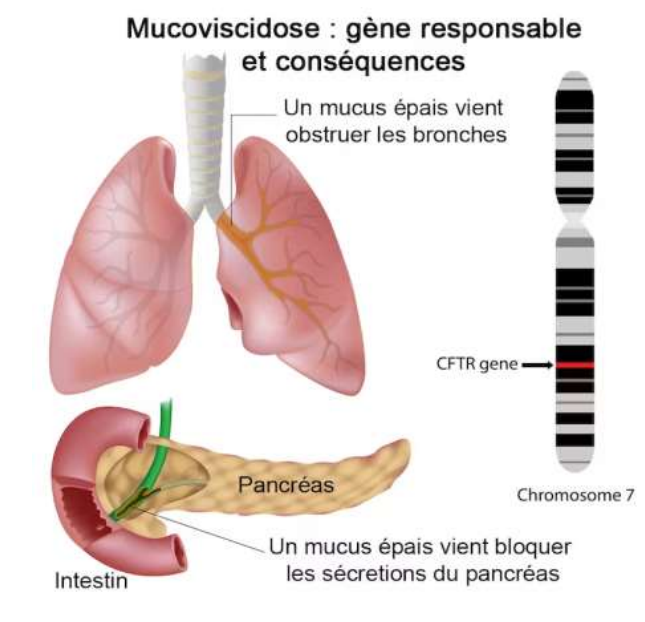 Mucoviscidose : gène responsable
et conséquences
Un mucus épais vient
obstruer les bronches
CFTR gene
Chromosome 7
Pancréas
Un mucus épais vient bloquer
les sécretions du pancréas
Intestin